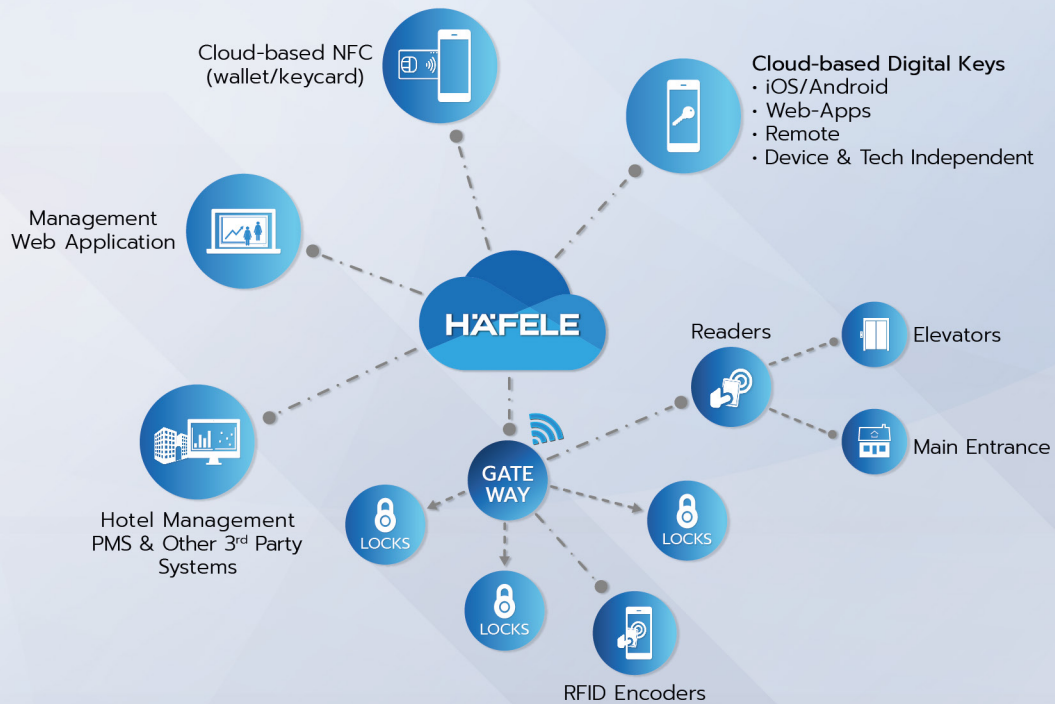 Cloud-based NFC
(wallet/keycard)
Cloud-based Digital Keys
• iOS/Android
• Web-Apps
• Remote
• Device & Tech Independent
Management
Web Application
HÄFELE
Readers
Elevators
Main Entrance
GATE
WAY
Hotel Management
PMS & Other 3rd Party
Systems
LOCKS
LOCKS
LOCKS
RFID Encoders